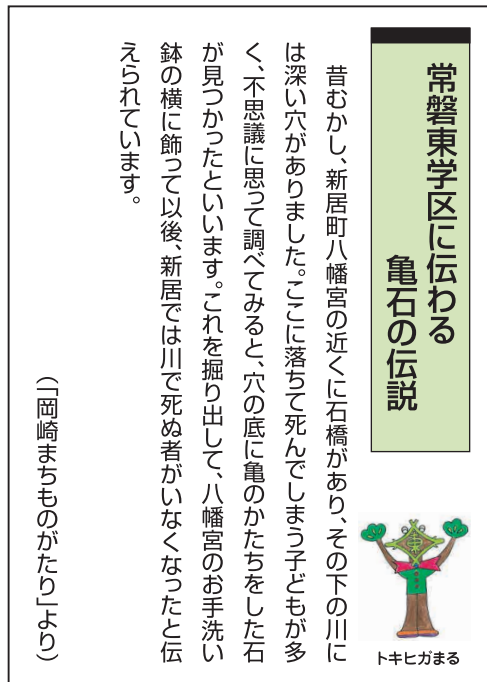 常磐東学区に伝わる
亀石の伝説
昔むかし、新居町八幡宮の近くに石橋があり、その下の川に
は深い穴がありました。ここに落ちて死んでしまう子どもが多
く、不思議に思って調べてみると、穴の底に亀のかたちをした石
が見つかったといいます。これを掘り出して、八幡宮のお手洗い
鉢の横に飾って以後、新居では川で死ぬ者がいなくなったと伝
えられています。
（「岡崎まちものがたり」より）
トキヒガまる